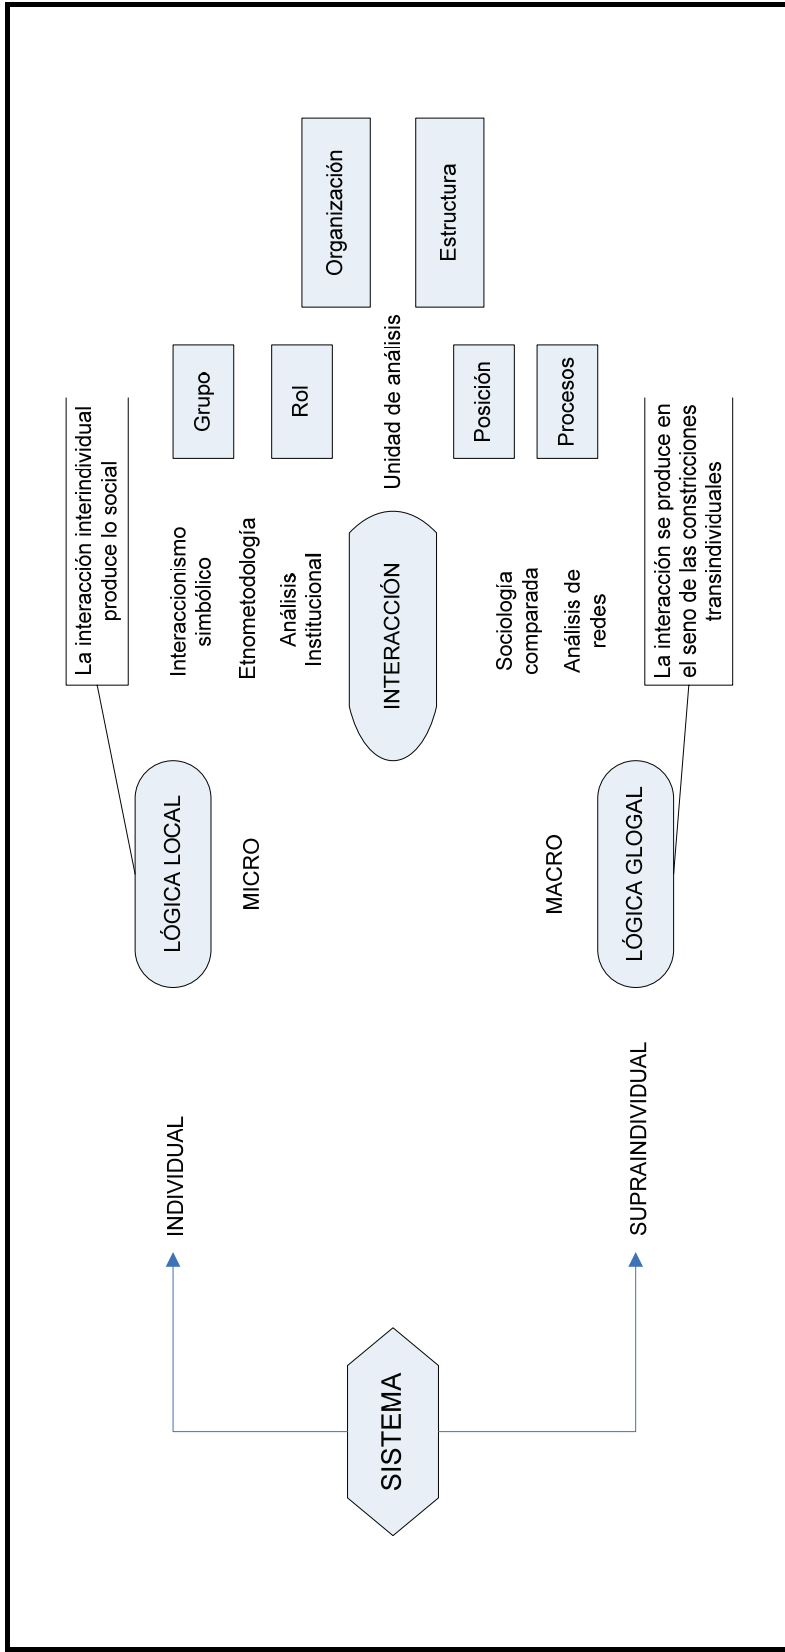 SISTEMA
INDIVIDUAL
SUPRAINDIVIDUAL
LÓGICA LOCAL
MICRO
MACRO
LÓGICA GLOGAL
La interacción interindividual
produce lo social
Interaccionismo
simbólico
Etnometodología
Análisis
Institucional
INTERACCIÓN
Sociología
comparada
Análisis de
redes
La interacción se produce en
el seno de las constricciones
transindividuales
Grupo
Rol
Unidad de análisis
Posición
Procesos
Organización
Estructura